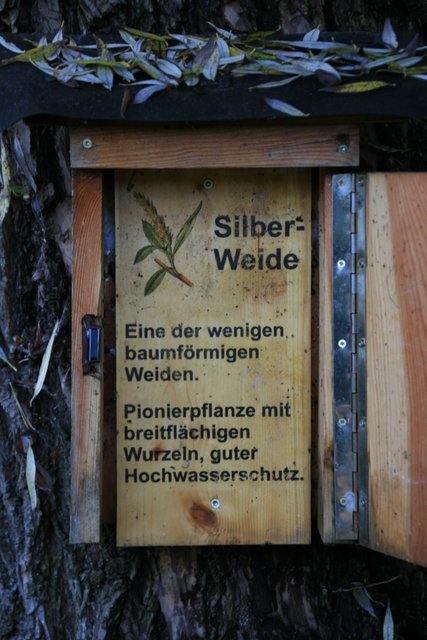 Silber-
Weide
Eine der wenigen
baumförmigen
Weiden.
Pionierpflanze mit
breitflächigen
Wurzeln, guter
Hochwasserschutz.